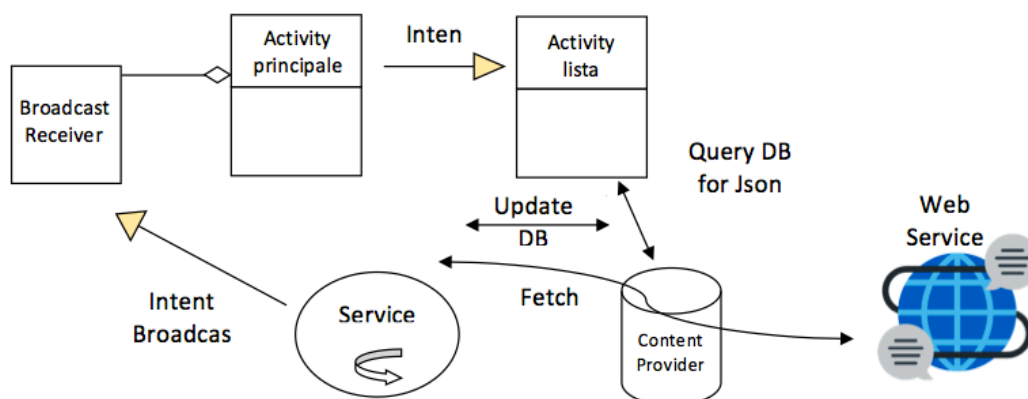 Broadcast
Receiver
Activity
principale
Inten
Activity
lista
Query DB
for Json
Update
DB
Web
Service
Intent
Broadcas
Service
Fetch
Content
Provider